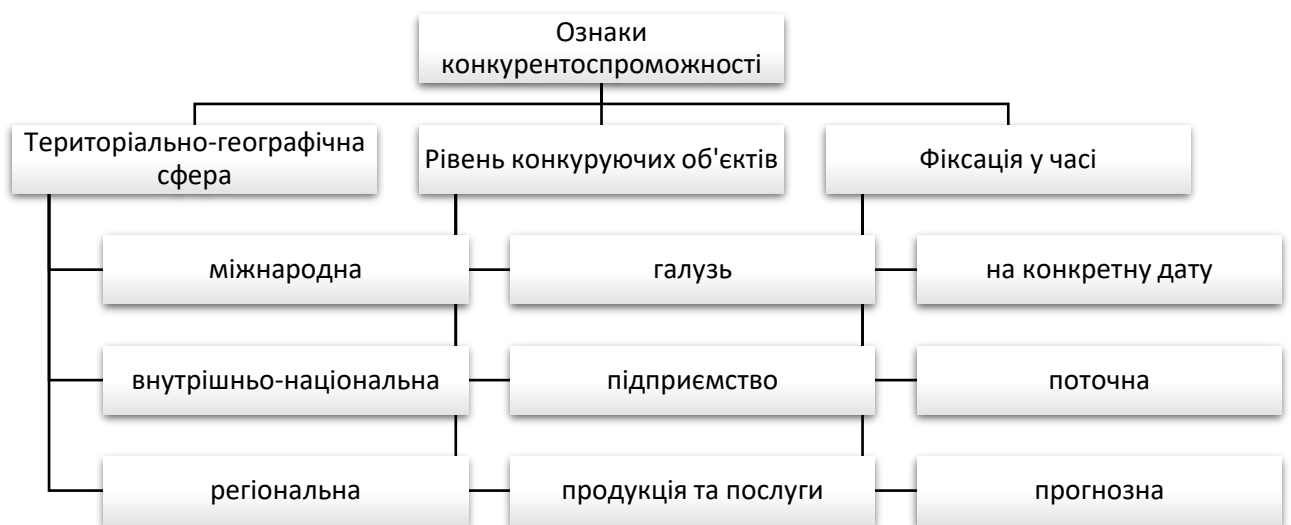 Ознаки
конкурентоспроможності
Територіально-географічна
сфера
Рівень конкуруючих об'єктів
Фіксація у часі
міжнародна
галузь
на конкретну дату
внутрішньо-національна
підприємство
поточна
регіональна
продукція та послуги
прогнозна